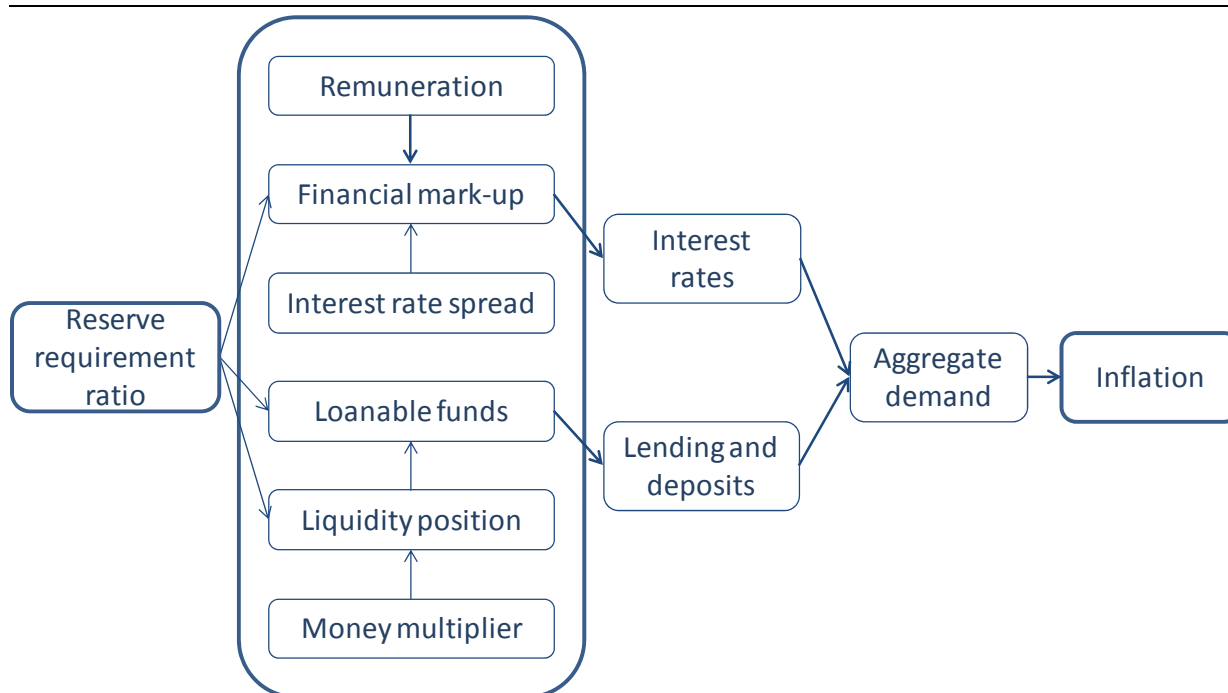 Remuneration
Financial mark-up
Interest rate spread
Reserve
requirement
ratio
Loanable funds
Liquidity position
Money multiplier
Interest
rates
Lending and
deposits
Aggregate
demand
Inflation